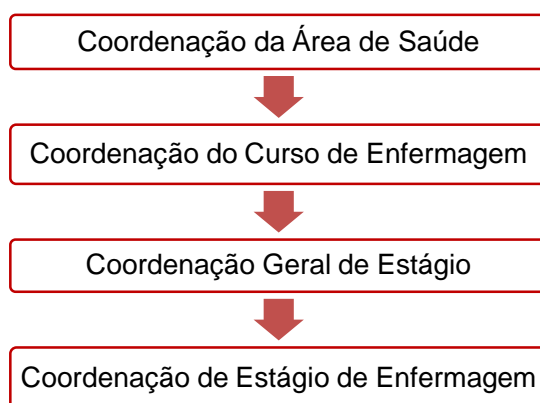 Coordenação da Área de Saúde
Coordenação do Curso de Enfermagem
Coordenação Geral de Estágio
Coordenação de Estágio de Enfermagem